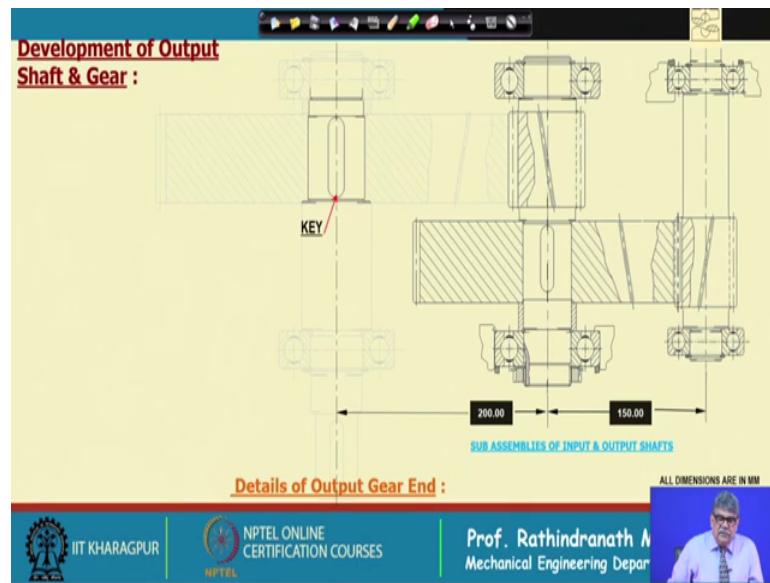 Development of Output
Shaft & Gear :
KEY
200.00
150.00
SUB ASSEMBLIES OF INPUT & OUTPUT SHAFTS
Details of Output Gear End :
ALL DIMENSIONS ARE IN MM
IIT KHARAGPUR
NPTEL
NPTEL ONLINE
CERTIFICATION COURSES
Prof. Rathindranath
Mechanical Engineering